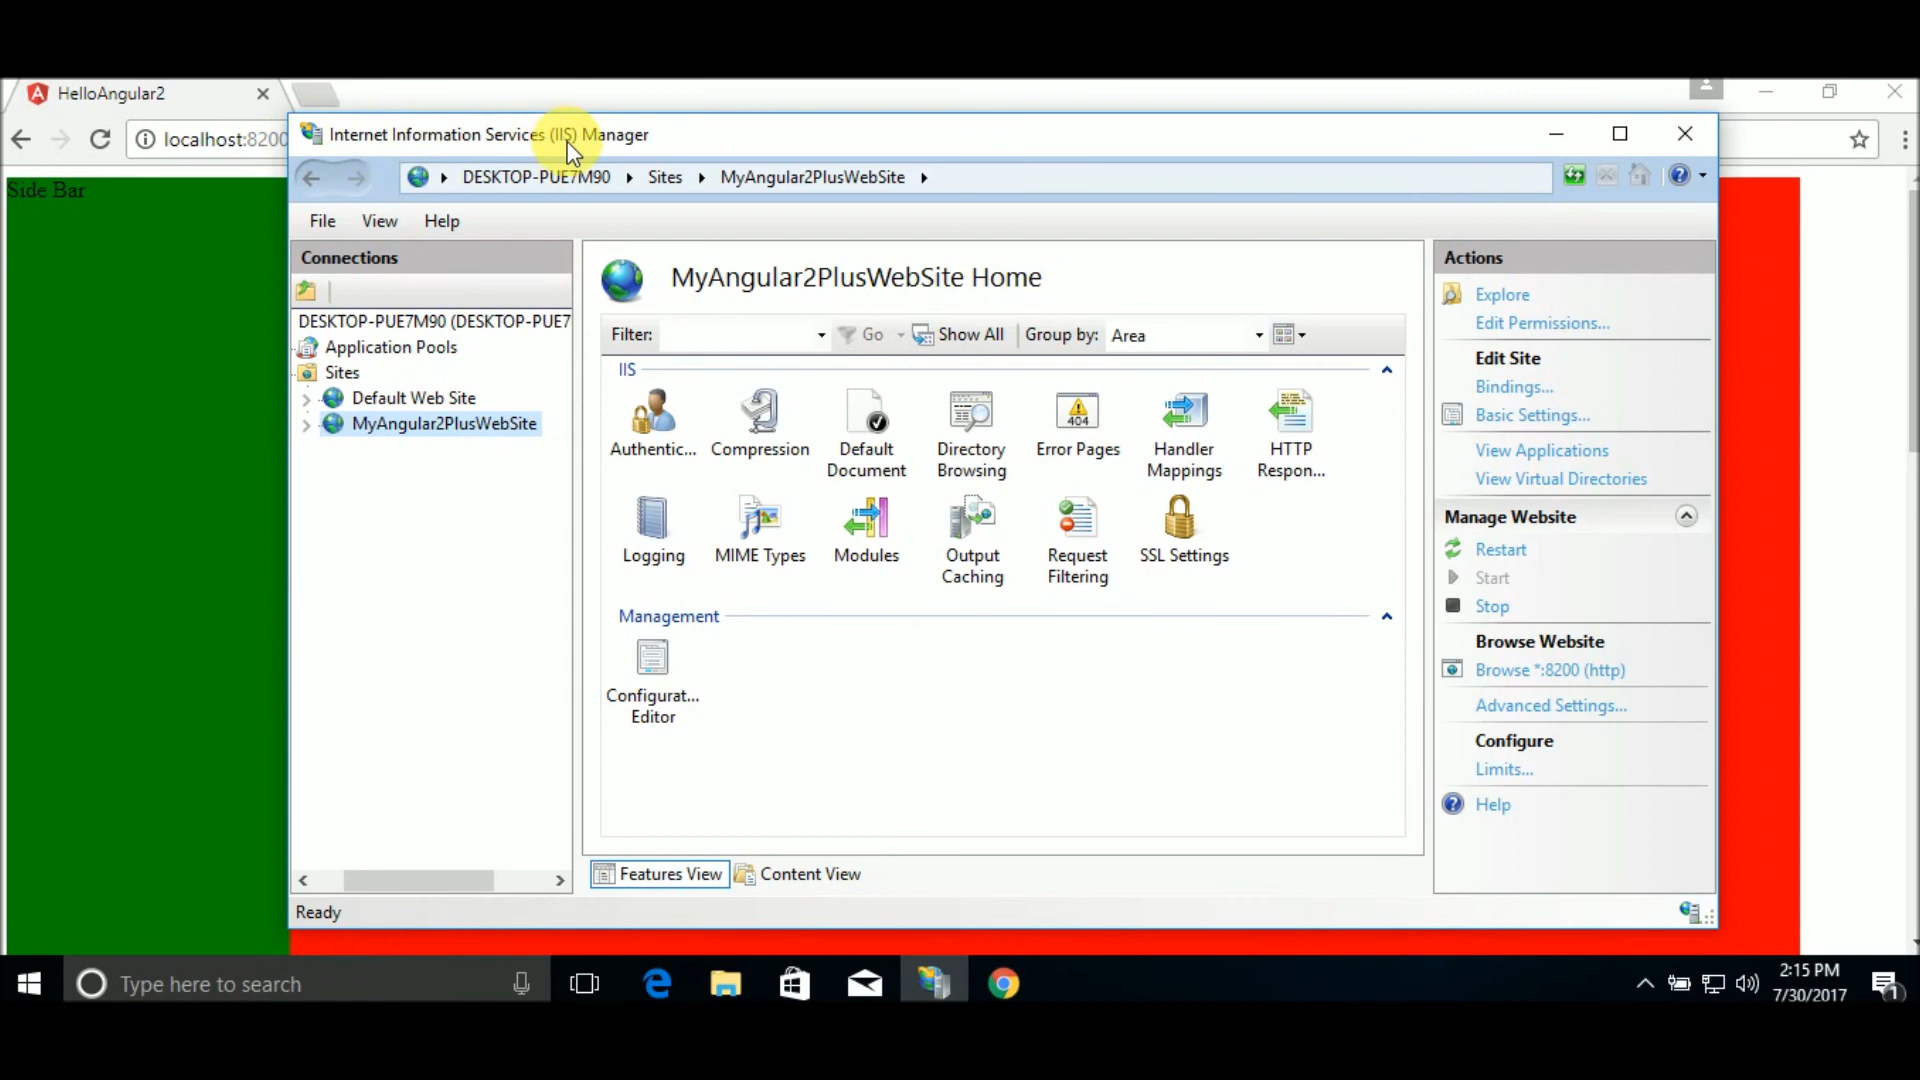 HelloAngular2
localhost:8200
Side Bar
Internet Information Services (IIS) Manager
DESKTOP-PUE7M90 Sites MyAngular2PlusWebSite
File View Help
Connections
DESKTOP-PUE7M90 (DESKTOP-PUE7
Application Pools
Sites
Default Web Site
MyAngular2PlusWebSite
MyAngular2PlusWebSite Home
Filter: Go Show All Group by: Area
IIS
Authentic... Compression Default Document Directory Browsing Error Pages Handler Mappings HTTP Respon...
404
Logging MIME Types Modules Output Caching Request Filtering SSL Settings
Management
Configurat... Editor
Features View Content View
Ready
Actions
Explore
Edit Permissions...
Edit Site
Bindings...
Basic Settings...
View Applications
View Virtual Directories
Manage Website
Restart
Start
Stop
Browse Website
Browse *:8200 (http)
Advanced Settings...
Configure
Limits...
Help
Type here to search
2:15 PM
7/30/2017
1